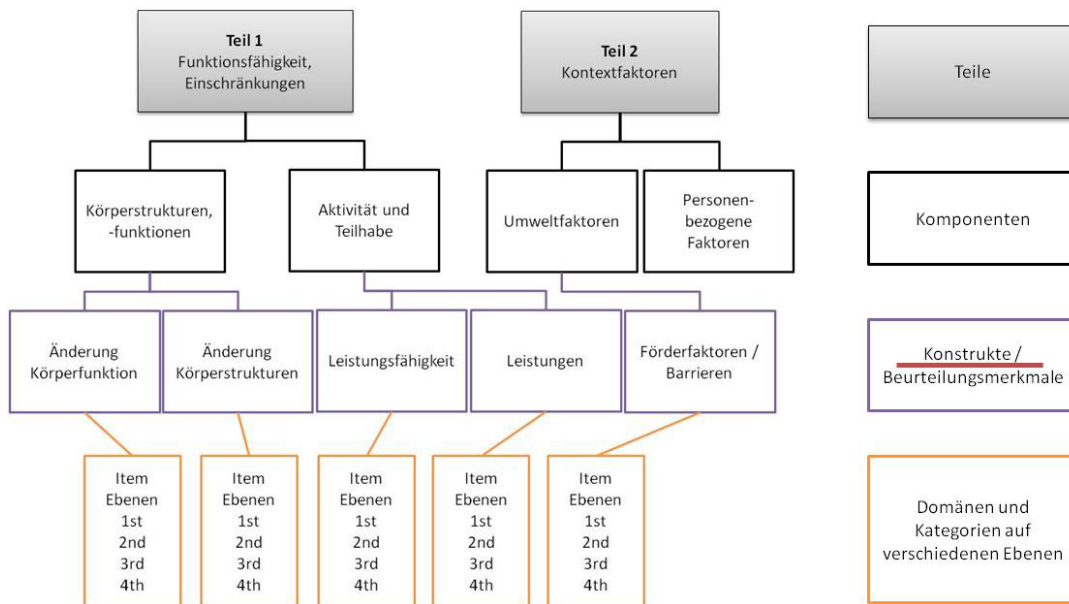 Teil 1
Funktionsfähigkeit,
Einschränkungen
Teil 2
Kontextfaktoren
Teile
Körperstrukturen,
-funktionen
Aktivität und
Teilhabe
Umweltfaktoren
Personen-
bezogene
Faktoren
Komponenten
Änderung
Körperfunktion
Änderung
Körperstrukturen
Leistungsfähigkeit
Leistungen
Förderfaktoren /
Barrieren
Konstrukte /
Beurteilungsmerkmale
Item
Ebenen
1st
2nd
3rd
4th
Item
Ebenen
1st
2nd
3rd
4th
Item
Ebenen
1st
2nd
3rd
4th
Item
Ebenen
1st
2nd
3rd
4th
Item
Ebenen
1st
2nd
3rd
4th
Domänen und
Kategorien auf
verschiedenen Ebenen